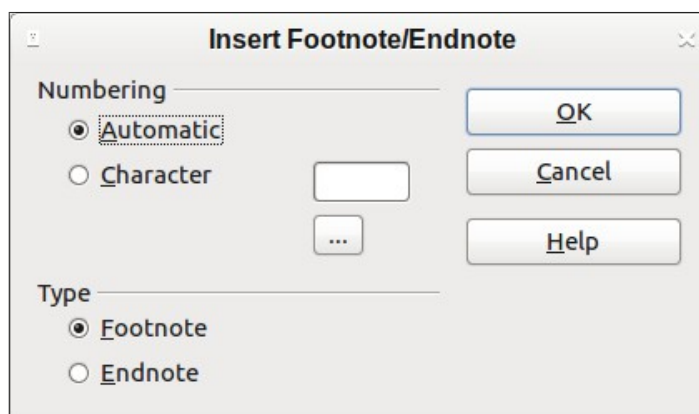 Insert Footnote/Endnote
Numbering
Automatic
Character
...
Type
Footnote
Endnote
OK
Cancel
Help